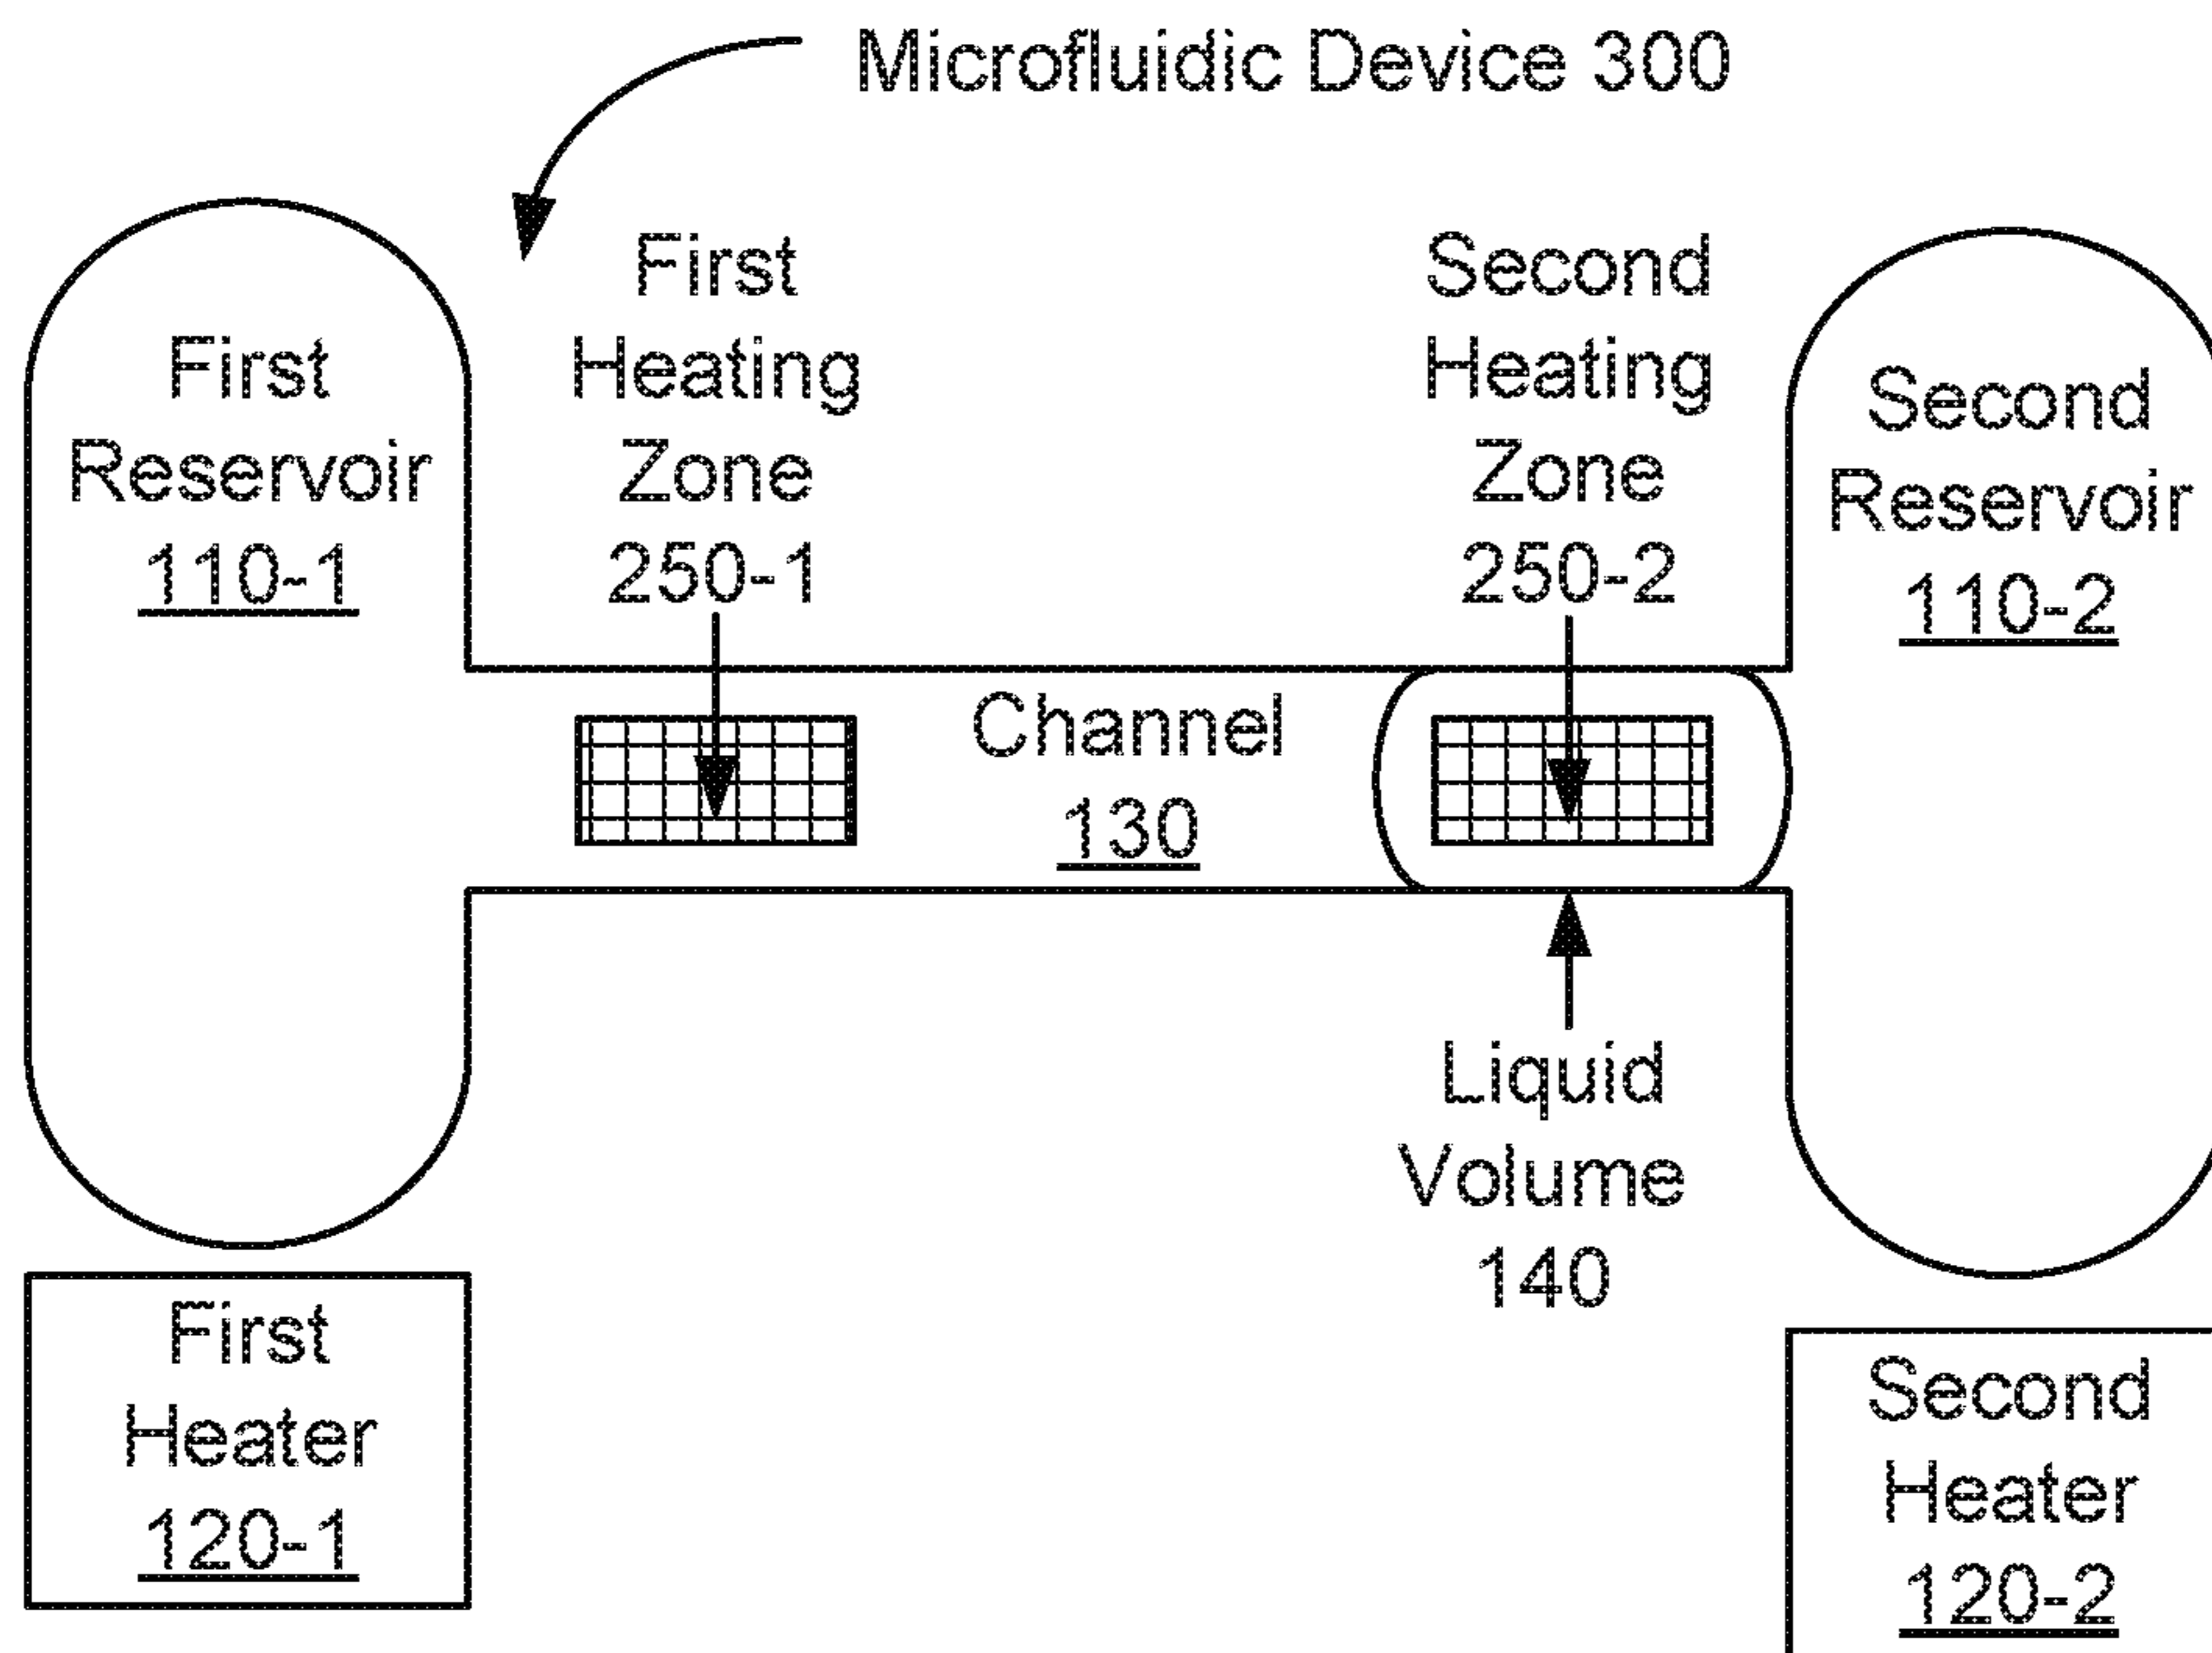 Microfluidic Device 300
First
Reservoir
110-1
First
Heating
Zone
250-1
Second
Heating
Zone
250-2
Second
Reservoir
110-2
Channel
130
Liquid
Volume
140
First
Heater
120-1
Second
Heater
120-2